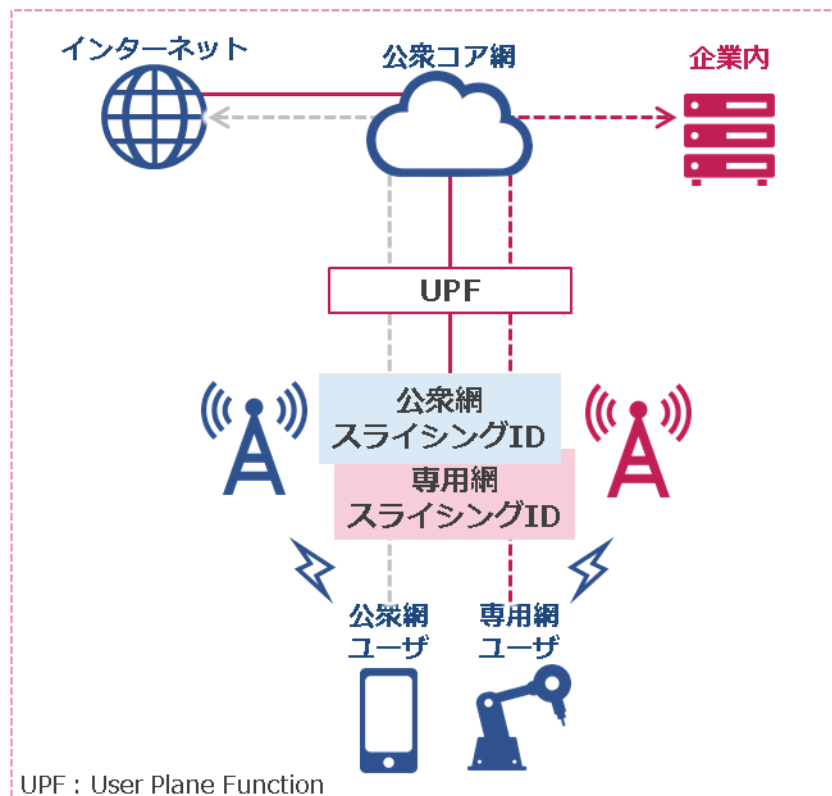 インターネット
公衆コア網
企業内
UPF
公衆網
スライシングID
専用網
スライシングID
公衆網
ユーザ
専用網
ユーザ
UPF：User Plane Function